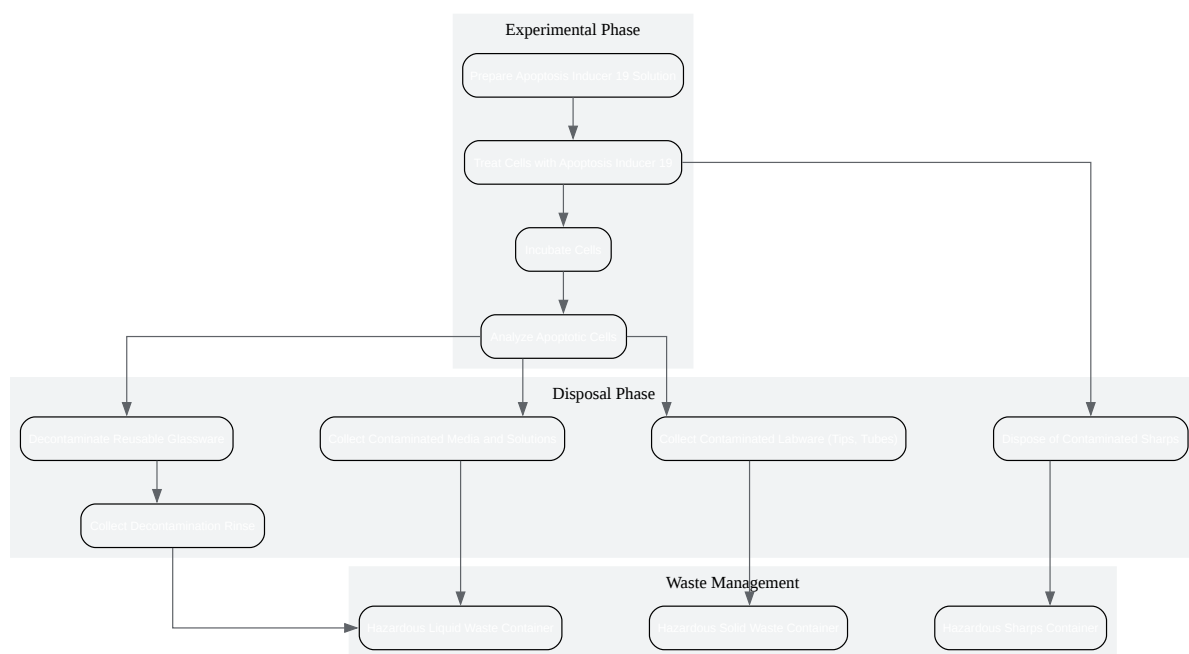 Experimental Phase
Prepare Apoptosis Inducer 19 Solution
Treat Cells with Apoptosis Inducer 19
Incubate Cells
Analyze Apoptotic Cells
Disposal Phase
Decontaminate Reusable Glassware
Collect Contaminated Media and Solutions
Collect Contaminated Labware (Tips, Tubes)
Dispose of Contaminated Sharps
Collect Decontamination Rinse
Waste Management
Hazardous Liquid Waste Container
Hazardous Solid Waste Container
Hazardous Sharps Container